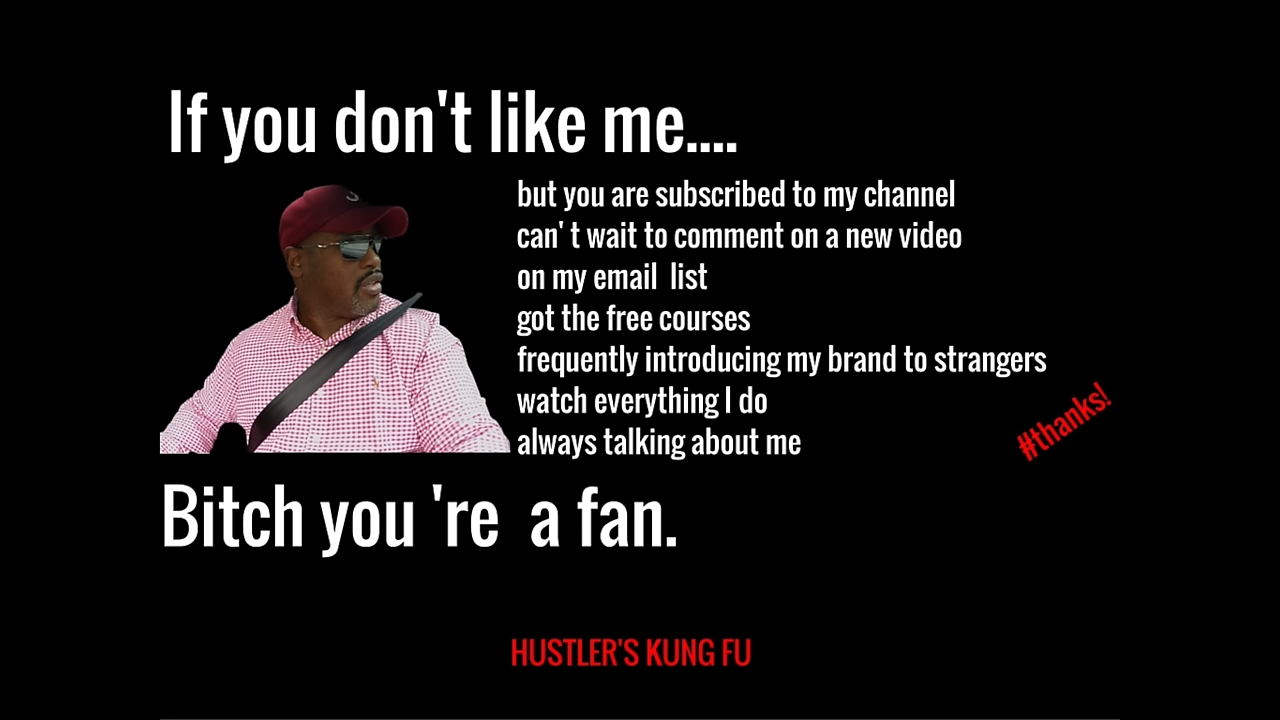 If you don't like me....
but you are subscribed to my channel
can' t wait to comment on a new video
on my email  list
got the free courses
frequently introducing my brand to strangers
watch everything I do
always talking about me
#thanks!
Bitch you 're  a fan.
HUSTLER'S KUNG FU